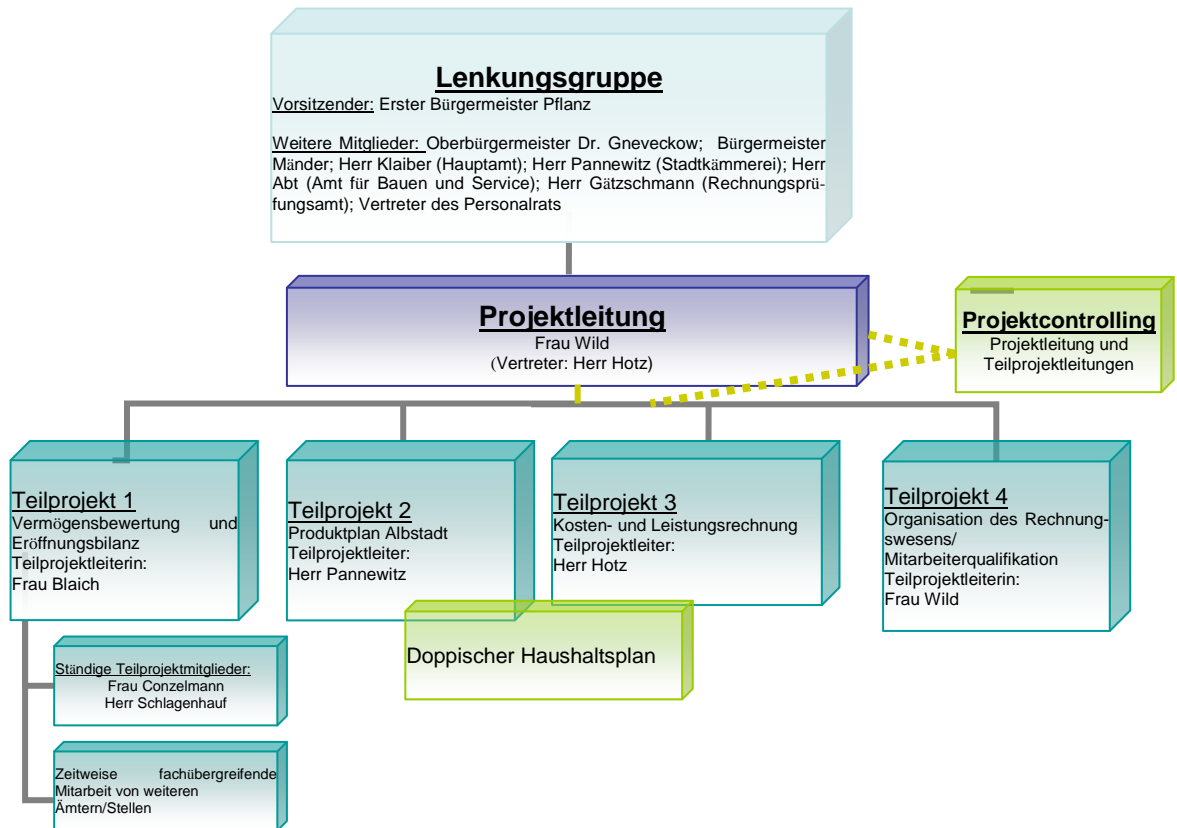 Lenkungsgruppe
Vorsitzender: Erster Bürgermeister Pflanz
Weitere Mitglieder: Oberbürgermeister Dr. Gneveckow; Bürgermeister
Mänder; Herr Klaiber (Hauptamt); Herr Pannewitz (Stadtkämmerei); Herr
Abt (Amt für Bauen und Service); Herr Gätzschmann (Rechnungsprü-
fungsamt); Vertreter des Personalrats
Projektleitung
Frau Wild
(Vertreter: Herr Hotz)
Projektcontrolling
Projektleitung und
Teilprojektleitungen
Teilprojekt 1
Vermögensbewertung und
Eröffnungsbilanz
Teilprojektleiterin:
Frau Blaich
Teilprojekt 2
Produktplan Albstadt
Teilprojektleiter:
Herr Pannewitz
Teilprojekt 3
Kosten- und Leistungsrechnung
Teilprojektleiter:
Herr Hotz
Teilprojekt 4
Organisation des Rechnung-
swesens/
Mitarbeiterqualifikation
Teilprojektleiterin:
Frau Wild
Doppischer Haushaltsplan
Ständige Teilprojektmitglieder:
Frau Conzelmann
Herr Schlagenhauf
Zeitweise fachübergreifende
Mitarbeit von weiteren
Ämtern/Stellen